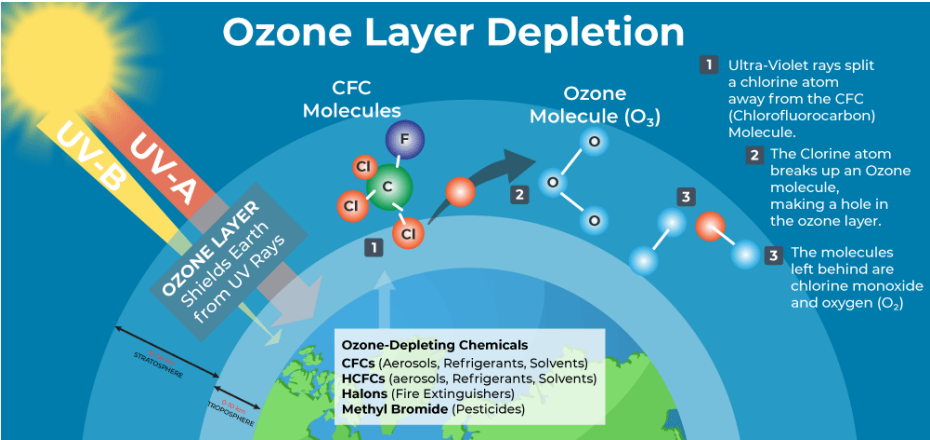 Ozone Layer Depletion
UV-B
UV-A
OZONE LAYER
Shields Earth
from UV Rays
CFC
Molecules
F
Cl
C
Cl
Cl
1
Ozone
Molecule (O₃)
2
O
O
O
3
1 Ultra-Violet rays split
a chlorine atom
away from the CFC
(Chlorofluorocarbon)
Molecule.
2 The Clorine atom
breaks up an Ozone
molecule,
making a hole in
the ozone layer.
3 The molecules
left behind are
chlorine monoxide
and oxygen (O₂)
STRATOSPHERE
TROPOSPHERE
Ozone-Depleting Chemicals
CFCs (Aerosols, Refrigerants, Solvents)
HCFCs (aerosols, Refrigerants, Solvents)
Halons (Fire Extinguishers)
Methyl Bromide (Pesticides)